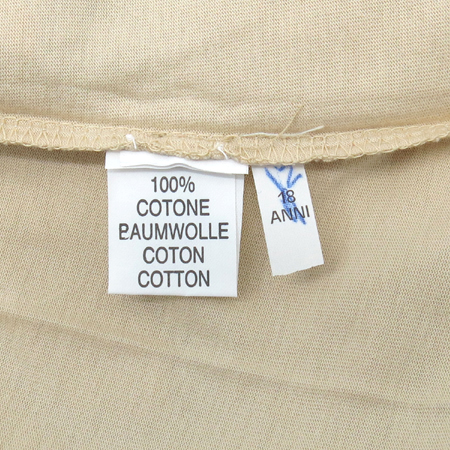 100%
COTONE
BAUMWOLLE
COTON
COTTON
18
ANNI